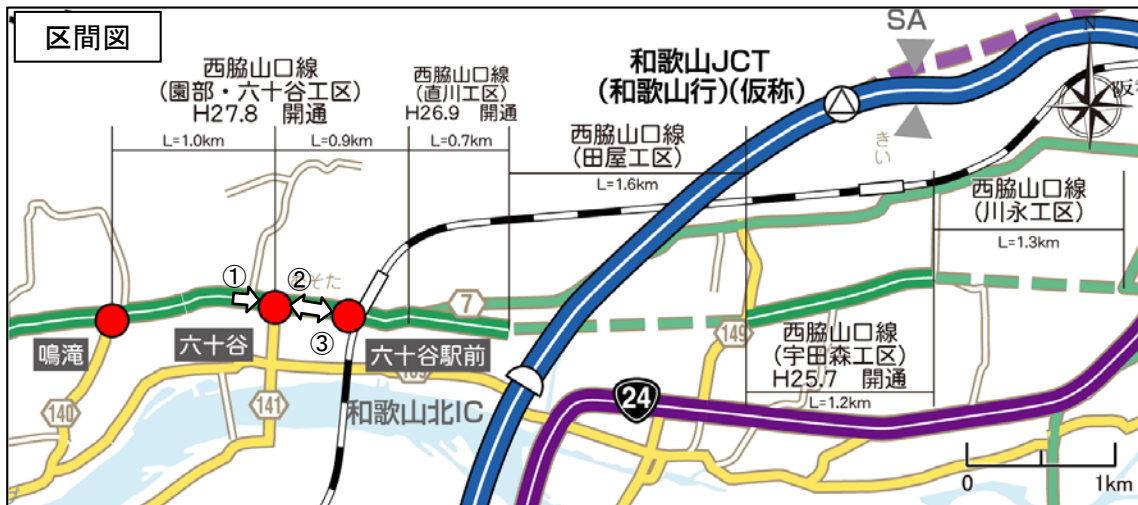 区間図
西脇山口線
(園部・六十谷工区)
H27.8 開通
L=1.0km
L=0.9km
西脇山口線
(直川工区)
H26.9 開通
L=0.7km
西脇山口線
(田屋工区)
L=1.6km
和歌山JCT
(和歌山行)(仮称)
SA
N
阪
きい
西脇山口線
(川永工区)
L=1.3km
①
②
そた
③
7
149
鳴滝
六十谷
六十谷駅前
西脇山口線
(宇田森工区)
H25.7 開通
L=1.2km
140
141
和歌山北IC
24
0
1km